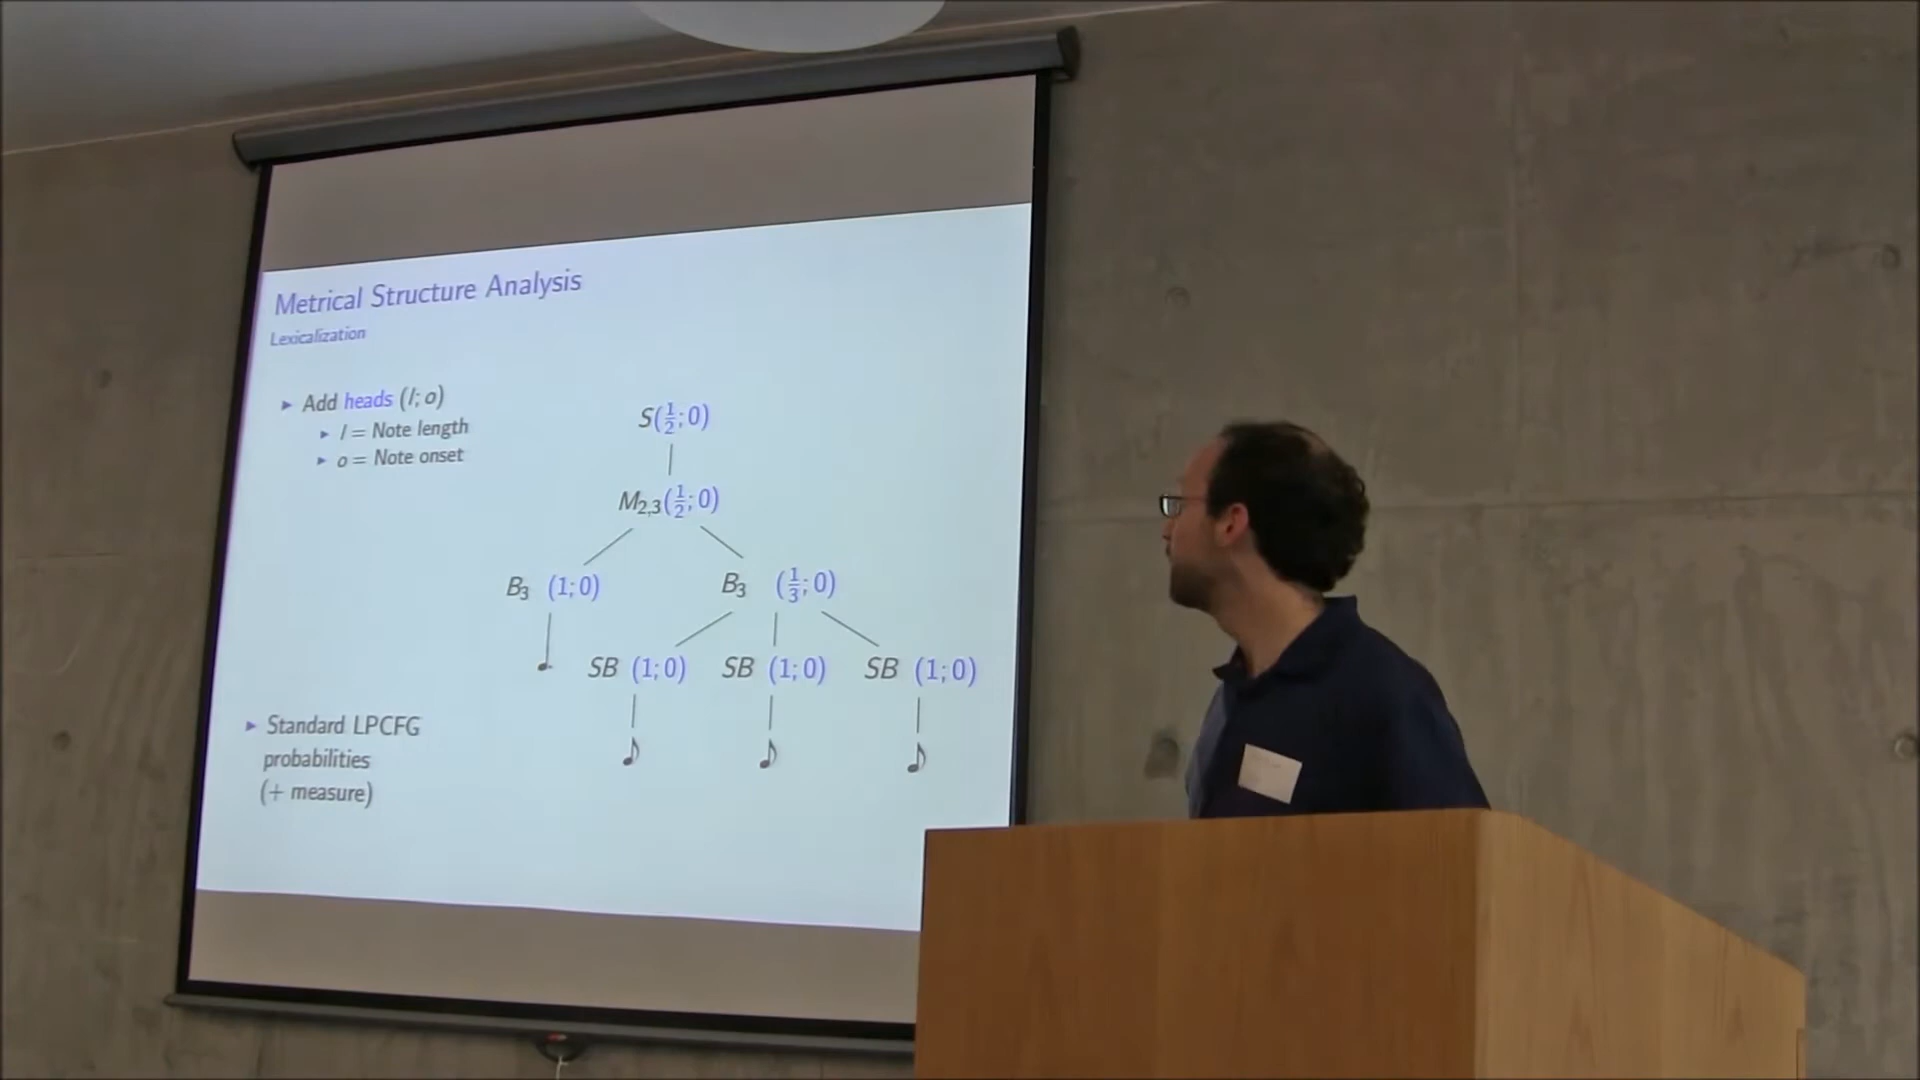 Metrical Structure Analysis
Lexicalization
▶ Add heads (l; o)
▶ l = Note length
▶ o = Note onset
S(1/2; 0)
M2,3(1/2; 0)
B3 (1; 0) B3 (1/3; 0)
SB (1; 0) SB (1; 0) SB (1; 0)
▶ Standard LPCFG
probabilities
(+ measure)